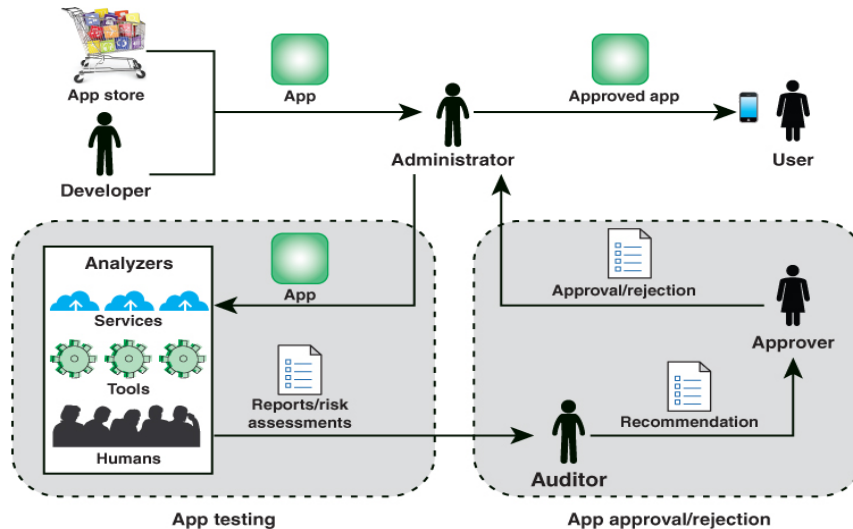 App store
App
Approved app
Developer
Administrator
User
Analyzers
Services
Tools
Humans
App
Reports/risk
assessments
Approval/rejection
Approver
Recommendation
Auditor
App testing
App approval/rejection